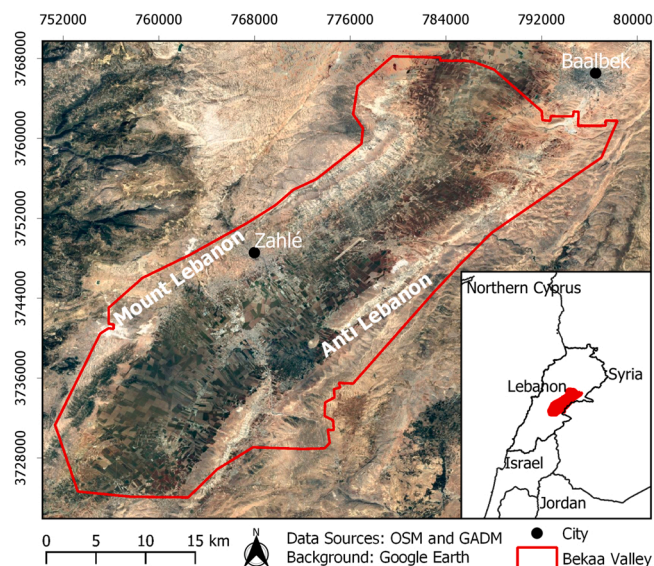 752000 760000 768000 776000 784000 792000 80000
3768000
3760000
3752000
3744000
3736000
3728000
Baalbek
Zahlé
Mount Lebanon
Anti Lebanon
Northern Cyprus
Syria
Lebanon
Israel
Jordan
0 5 10 15 km
N
Data Sources: OSM and GADM
Background: Google Earth
City
Bekaa Valley